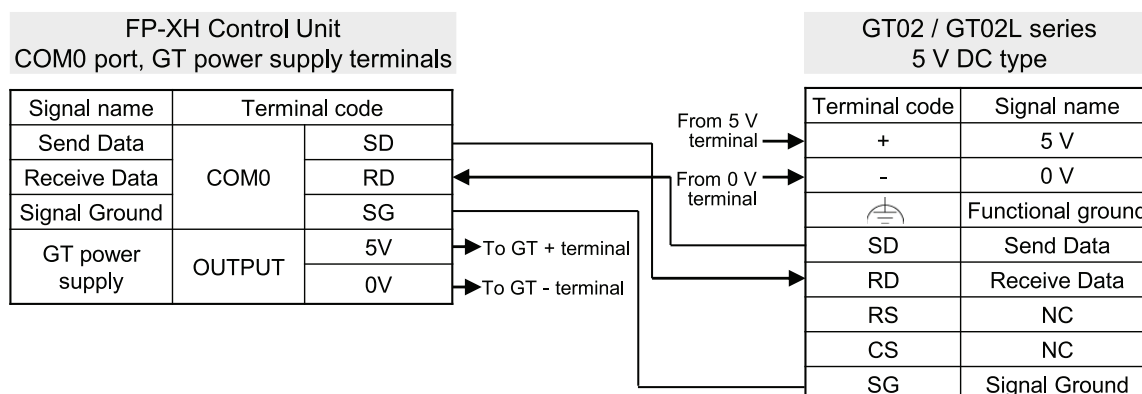 FP-XH Control Unit
COM0 port, GT power supply terminals
Signal name Terminal code
Send Data COM0 SD
Receive Data RD
Signal Ground SG
GT power supply OUTPUT 5V
0V
To GT + terminal
To GT - terminal
GT02 / GT02L series
5 V DC type
From 5 V
terminal
From 0 V
terminal
Terminal code Signal name
+ 5 V
- 0 V
Functional ground
SD Send Data
RD Receive Data
RS NC
CS NC
SG Signal Ground